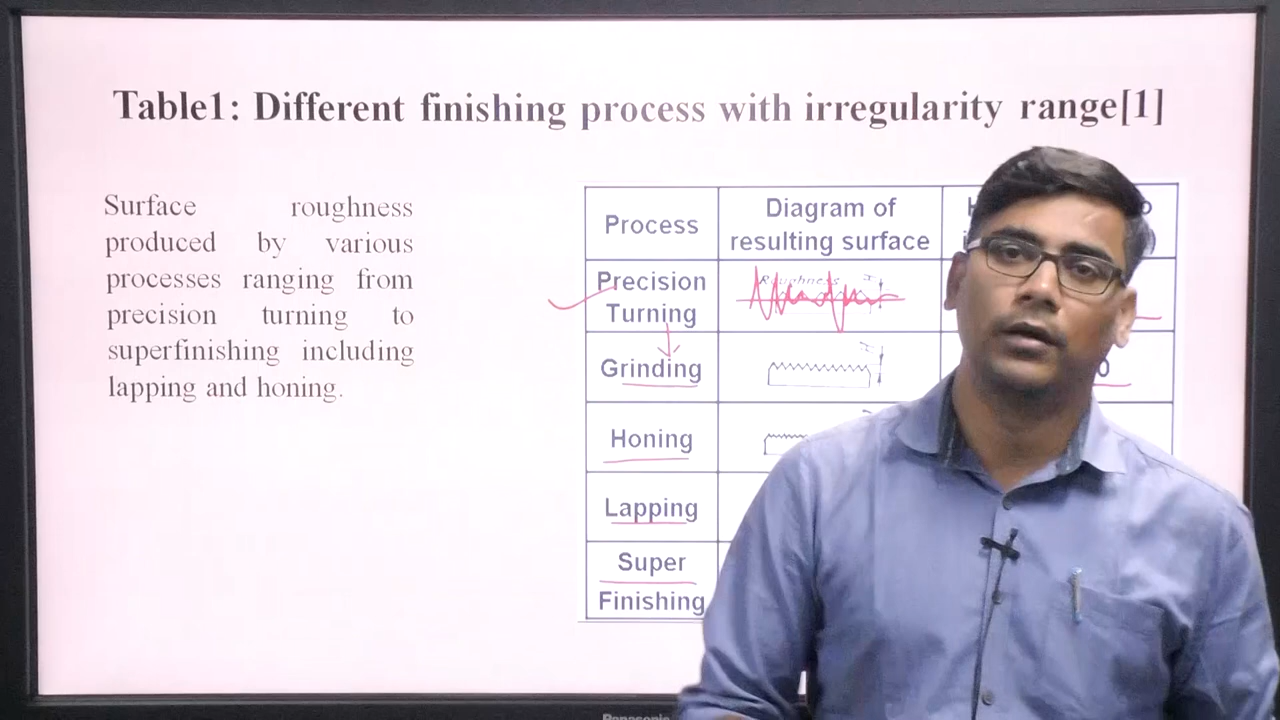 Table1: Different finishing process with irregularity range[1]
Surface roughness
produced by various
processes ranging from
precision turning to
superfinishing including
lapping and honing.
Process
Diagram of
resulting surface
Precision
Turning
Roughness
Grinding
Honing
Lapping
Super
Finishing
Panasonic